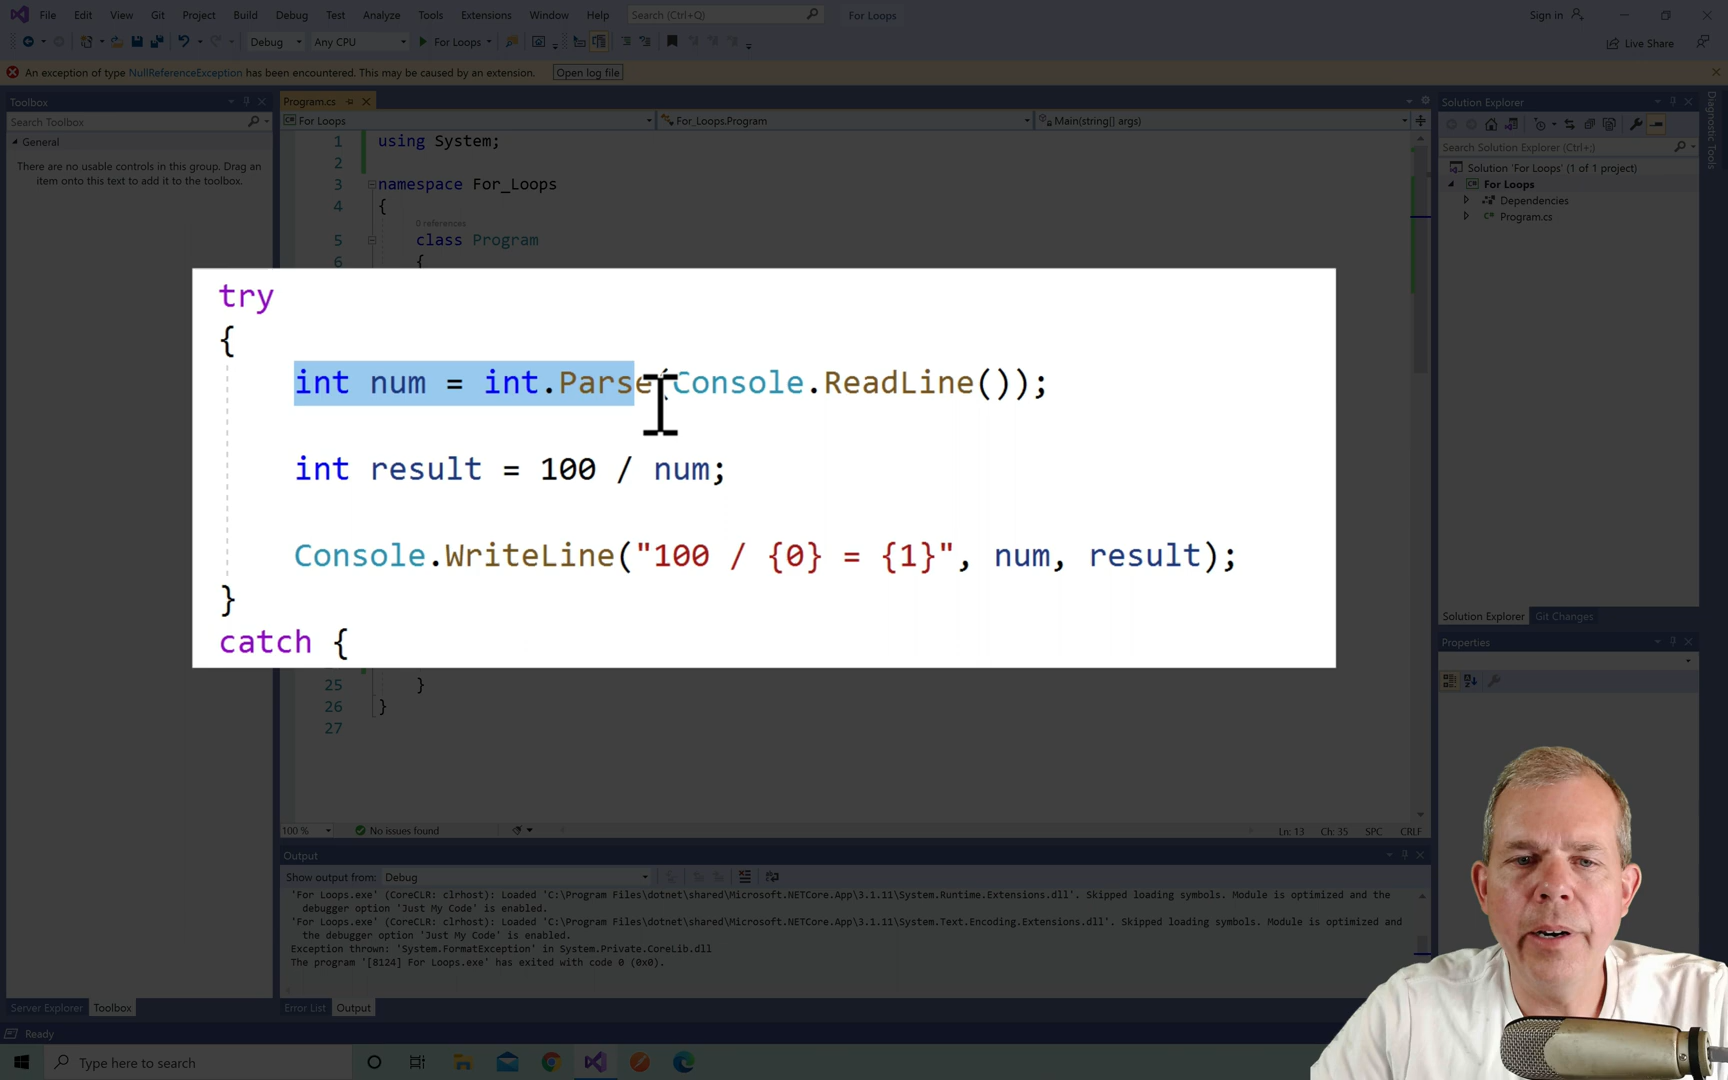 File Edit View Git Project Build Debug Test Analyze Tools Extensions Window Help Search (Ctrl+Q) For Loops Sign in
Debug Any CPU For Loops Live Share
An exception of type NullReferenceException has been encountered. This may be caused by an extension. Open log file
Toolbox
Search Toolbox
General
There are no usable controls in this group. Drag an
item onto this text to add it to the toolbox.
Program.cs
For Loops For_Loops.Program Main(string[] args)
1 using System;
2
3 namespace For_Loops
4 {
0 references
5 class Program
6 {
try
{
int num = int.Parse(Console.ReadLine());
int result = 100 / num;
Console.WriteLine("100 / {0} = {1}", num, result);
}
catch {
25 }
26 }
27
100 % No issues found Ln: 13 Ch: 35 SPC CRLF
Output
Show output from: Debug
'For Loops.exe' (CoreCLR: clrhost): Loaded 'C:\Program Files\dotnet\shared\Microsoft.NETCore.App\3.1.11\System.Runtime.Extensions.dll'. Skipped loading symbols. Module is optimized and the
debugger option 'Just My Code' is enabled.
'For Loops.exe' (CoreCLR: clrhost): Loaded 'C:\Program Files\dotnet\shared\Microsoft.NETCore.App\3.1.11\System.Text.Encoding.Extensions.dll'. Skipped loading symbols. Module is optimized and
the debugger option 'Just My Code' is enabled.
Exception thrown: 'System.FormatException' in System.Private.CoreLib.dll
The program '[8124] For Loops.exe' has exited with code 0 (0x0).
Server Explorer Toolbox Error List Output
Solution Explorer
Search Solution Explorer (Ctrl+;)
Solution 'For Loops' (1 of 1 project)
For Loops
Dependencies
Program.cs
Solution Explorer Git Changes
Properties
Diagnostic Tools
Ready
Type here to search